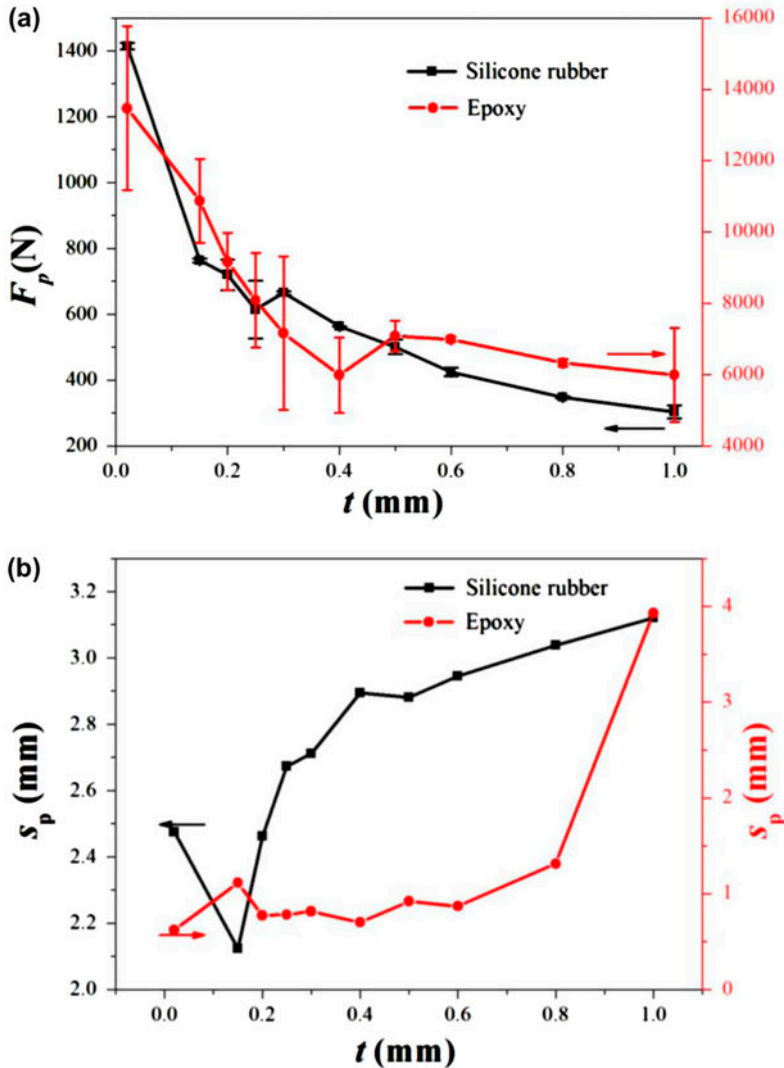 (a)
16000
1400
Silicone rubber
14000
Epoxy
1200
12000
1000
10000
800
F_p(N)
600
8000
400
6000
200
4000
0.0 0.2 0.4 0.6 0.8 1.0
t (mm)
(b)
3.2
Silicone rubber
4
Epoxy
3.0
3
2.8
s_p (mm)
2.6
2
s_p (mm)
2.4
1
2.2
2.0
0
0.0 0.2 0.4 0.6 0.8 1.0
t (mm)